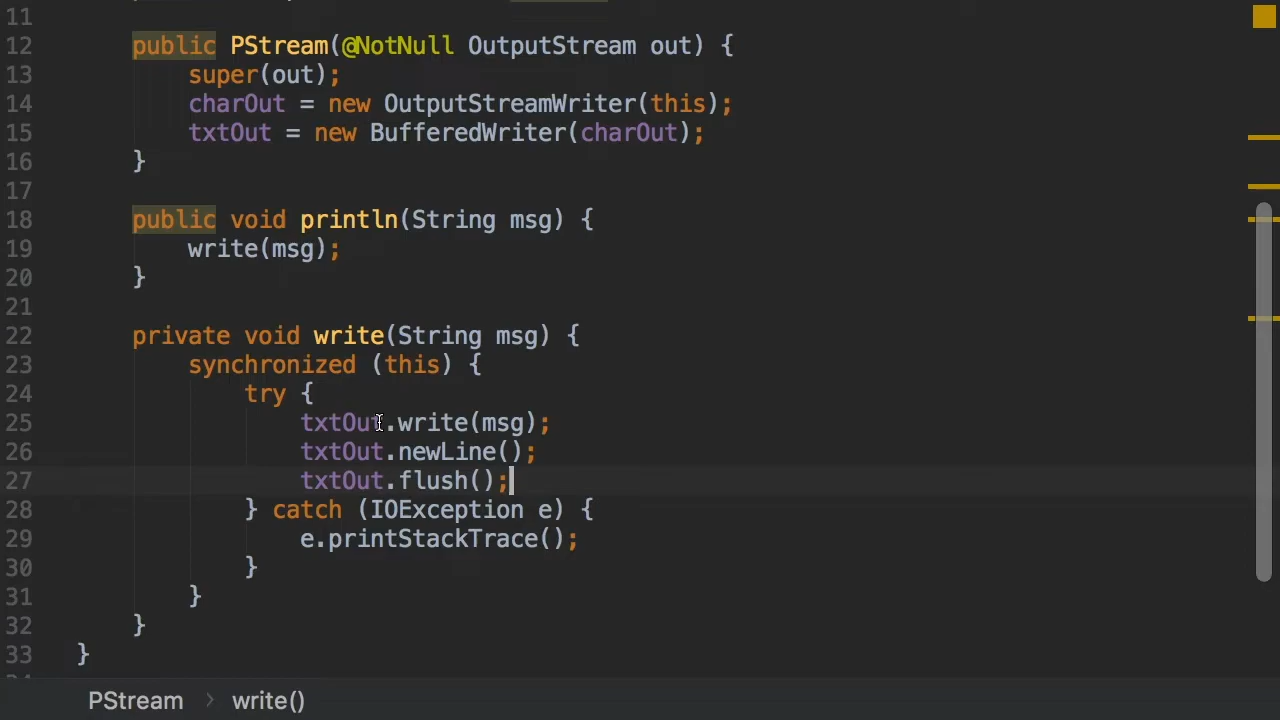 11
12 public PStream(@NotNull OutputStream out) {
13 super(out);
14 charOut = new OutputStreamWriter(this);
15 txtOut = new BufferedWriter(charOut);
16 }
17
18 public void println(String msg) {
19 write(msg);
20 }
21
22 private void write(String msg) {
23 synchronized (this) {
24 try {
25 txtOut.write(msg);
26 txtOut.newLine();
27 txtOut.flush();
28 } catch (IOException e) {
29 e.printStackTrace();
30 }
31 }
32 }
33 }
PStream > write()